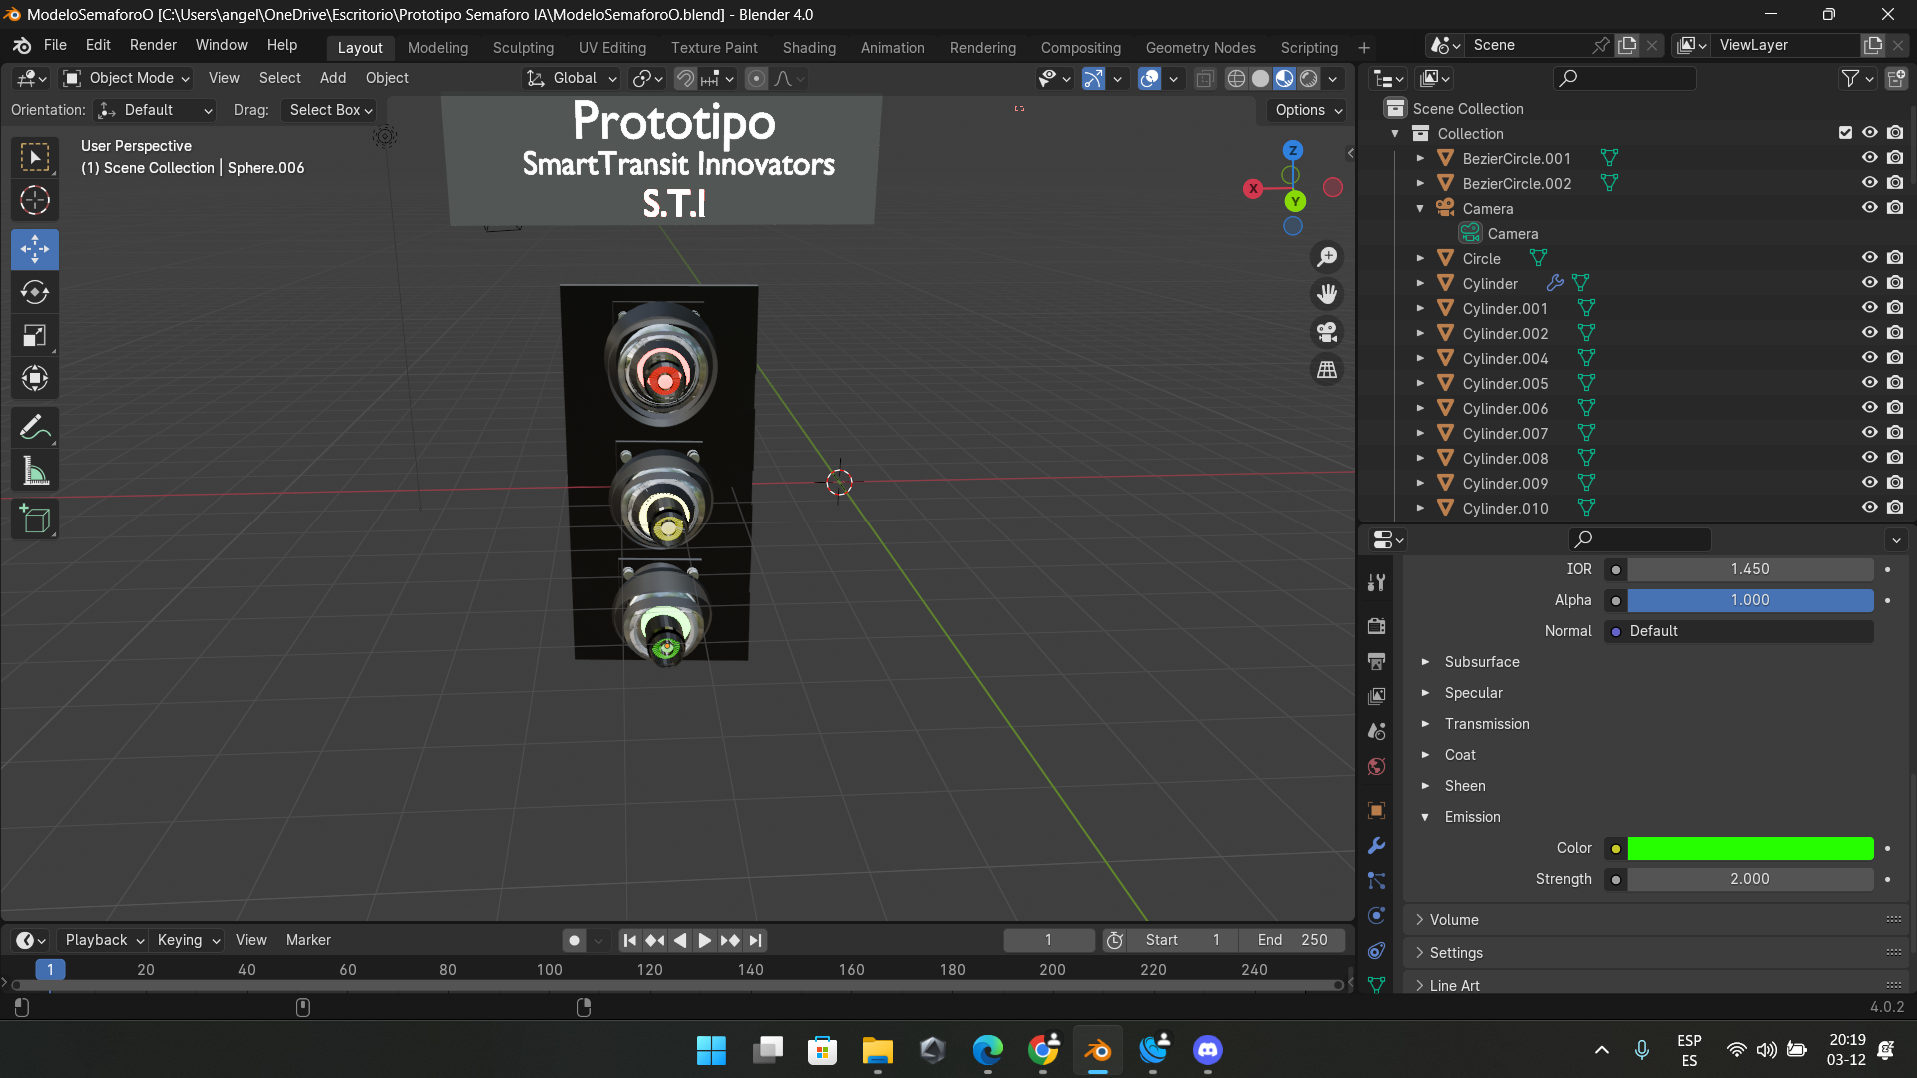 ModeloSemaforoO [C:\Users\angel\OneDrive\Escritorio\Prototipo Semaforo IA\ModeloSemaforoO.blend] - Blender 4.0
File Edit Render Window Help
Layout Modeling Sculpting UV Editing Texture Paint Shading Animation Rendering Compositing Geometry Nodes Scripting +
Scene
ViewLayer
Object Mode View Select Add Object
Global
Orientation: Default Drag: Select Box
Options
User Perspective
(1) Scene Collection | Sphere.006
Prototipo
SmartTransit Innovators
S.T.I
Z
X
Y
Scene Collection
Collection
BezierCircle.001
BezierCircle.002
Camera
Camera
Circle
Cylinder
Cylinder.001
Cylinder.002
Cylinder.004
Cylinder.005
Cylinder.006
Cylinder.007
Cylinder.008
Cylinder.009
Cylinder.010
IOR 1.450
Alpha 1.000
Normal Default
Subsurface
Specular
Transmission
Coat
Sheen
Emission
Color
Strength 2.000
Volume
Settings
Line Art
Playback Keying View Marker
1
Start 1
End 250
1 20 40 60 80 100 120 140 160 180 200 220 240
4.0.2
ESP
ES
20:19
03-12